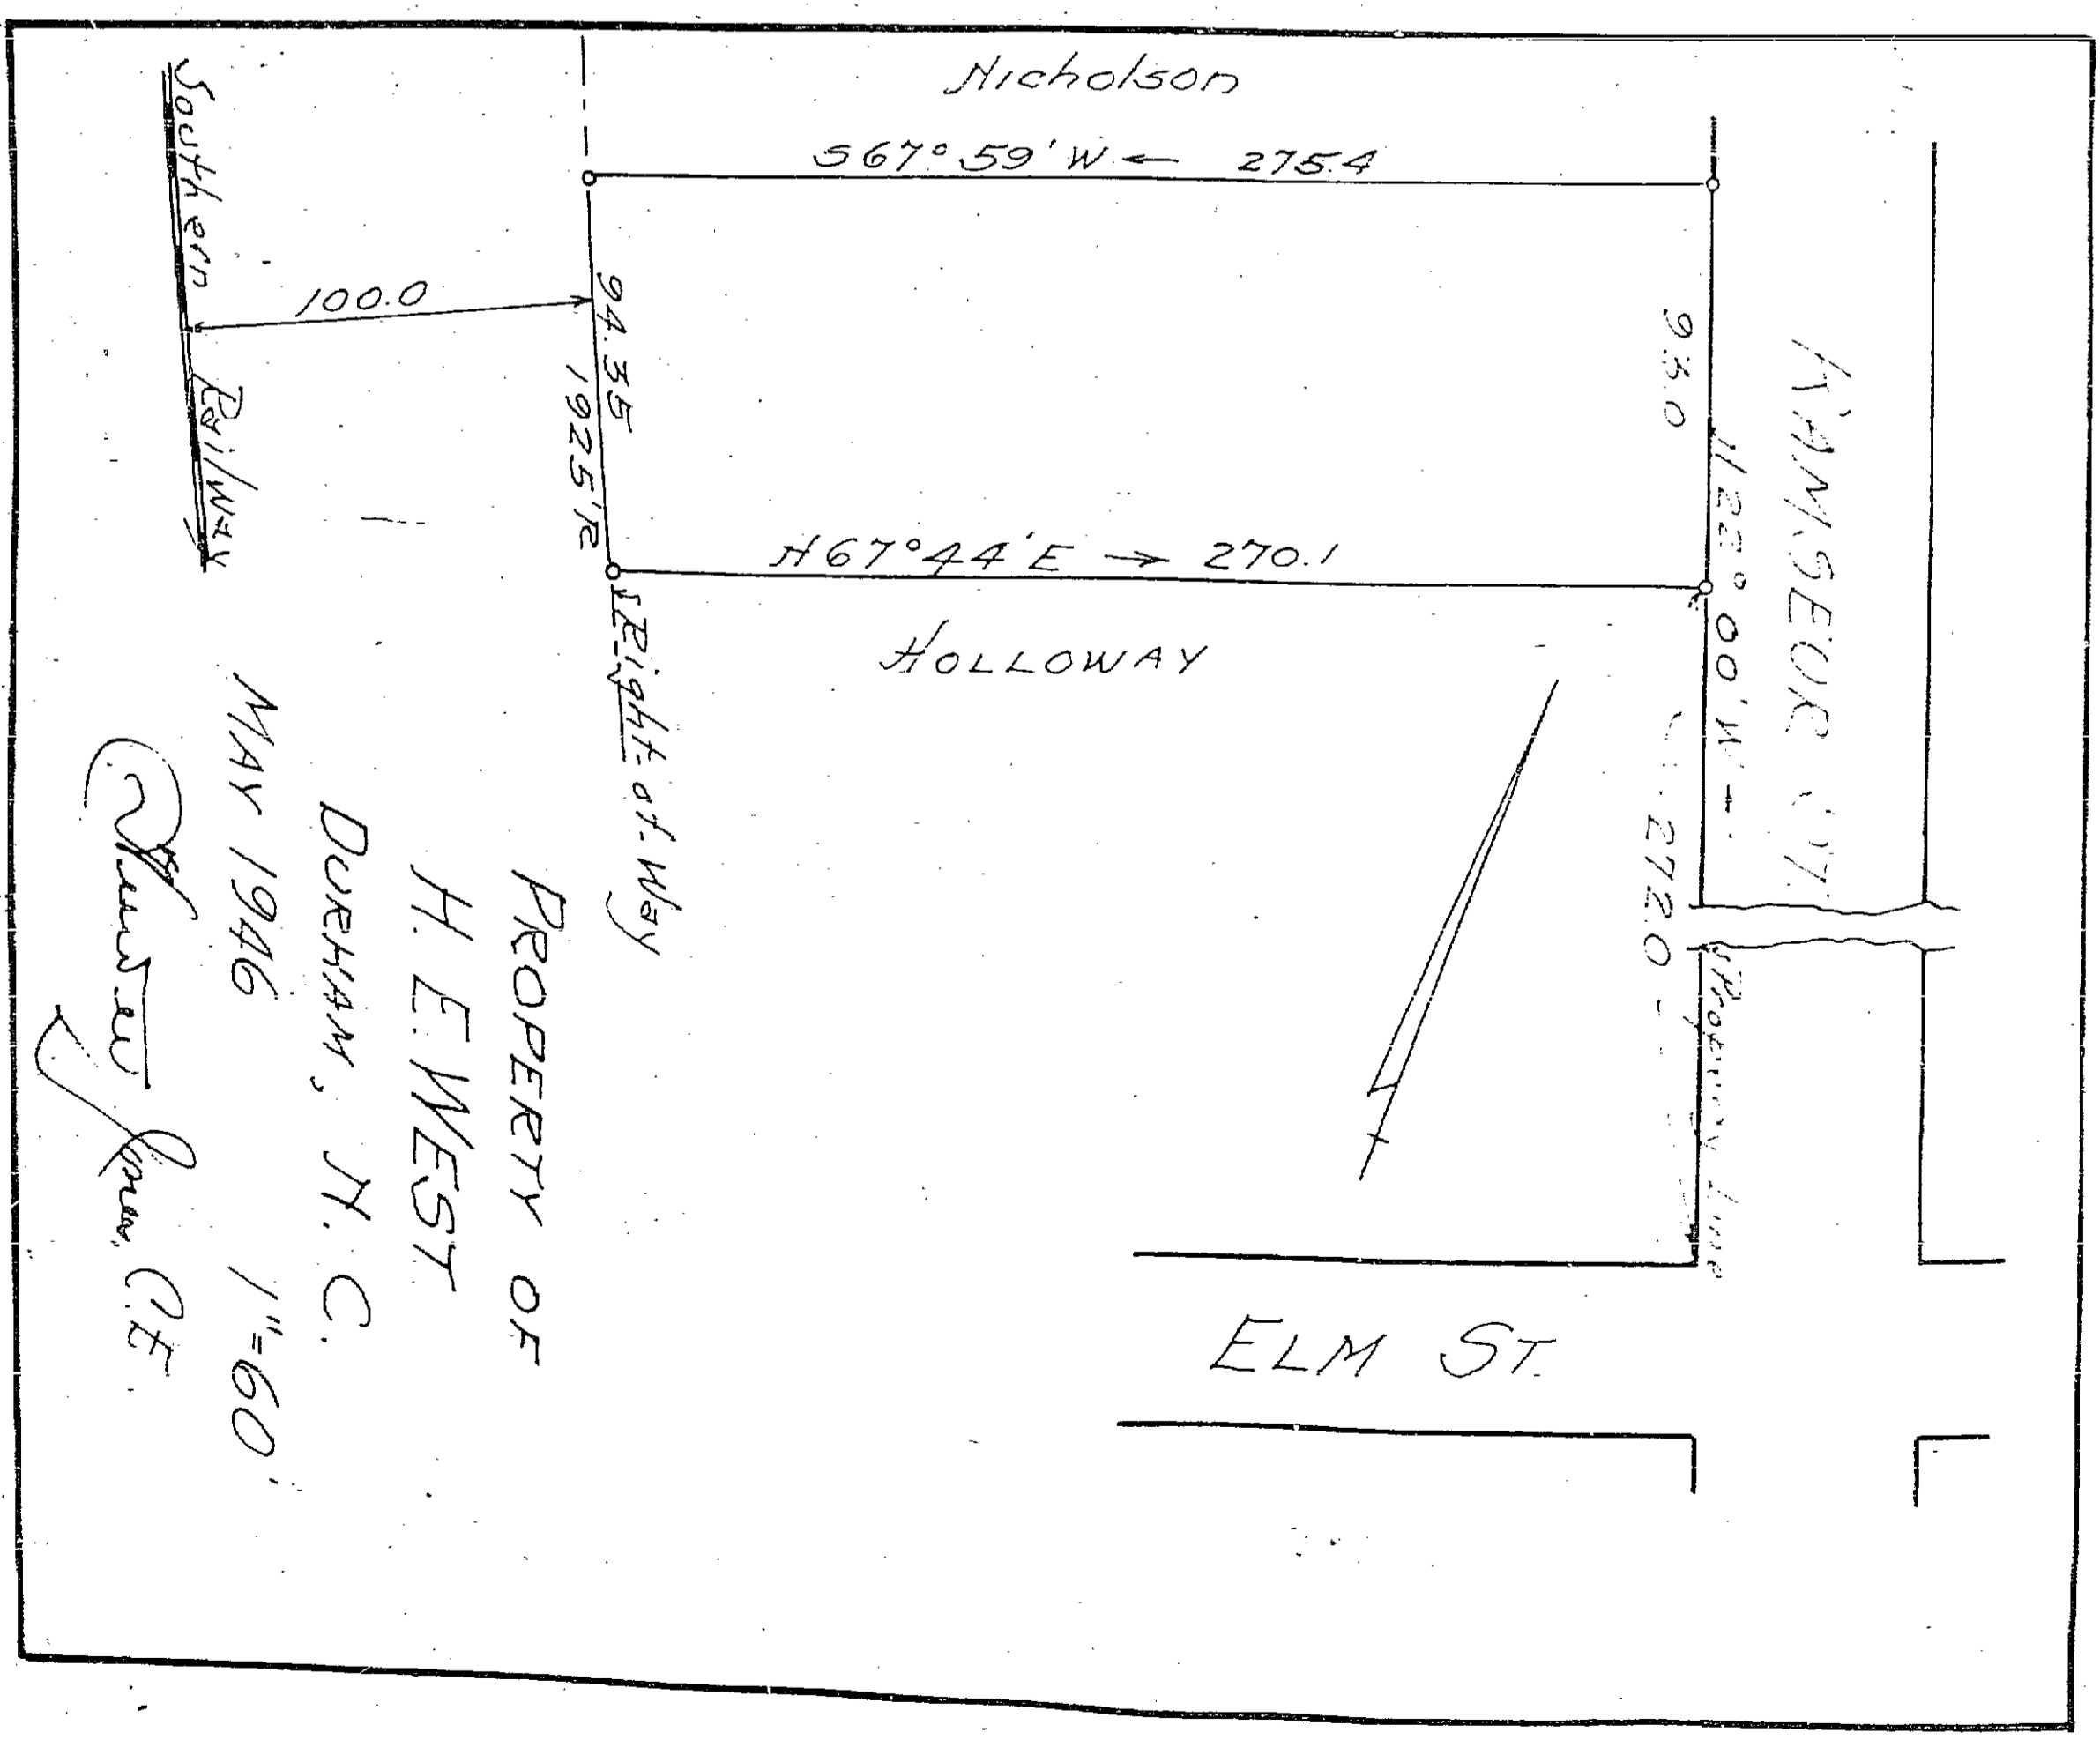 Nicholson
S67°59'W ← 275.4
Southern Railway
100.0
94.35
1925'R
93.0
N22°00'W
RAMSEUR ST.
N67°44'E → 270.1
HOLLOWAY
Right of Way
272.0
Property Line
ELM ST.
PROPERTY OF
H. E. WEST
DURHAM, N. C.
MAY 1946 1"=60'
C.E.